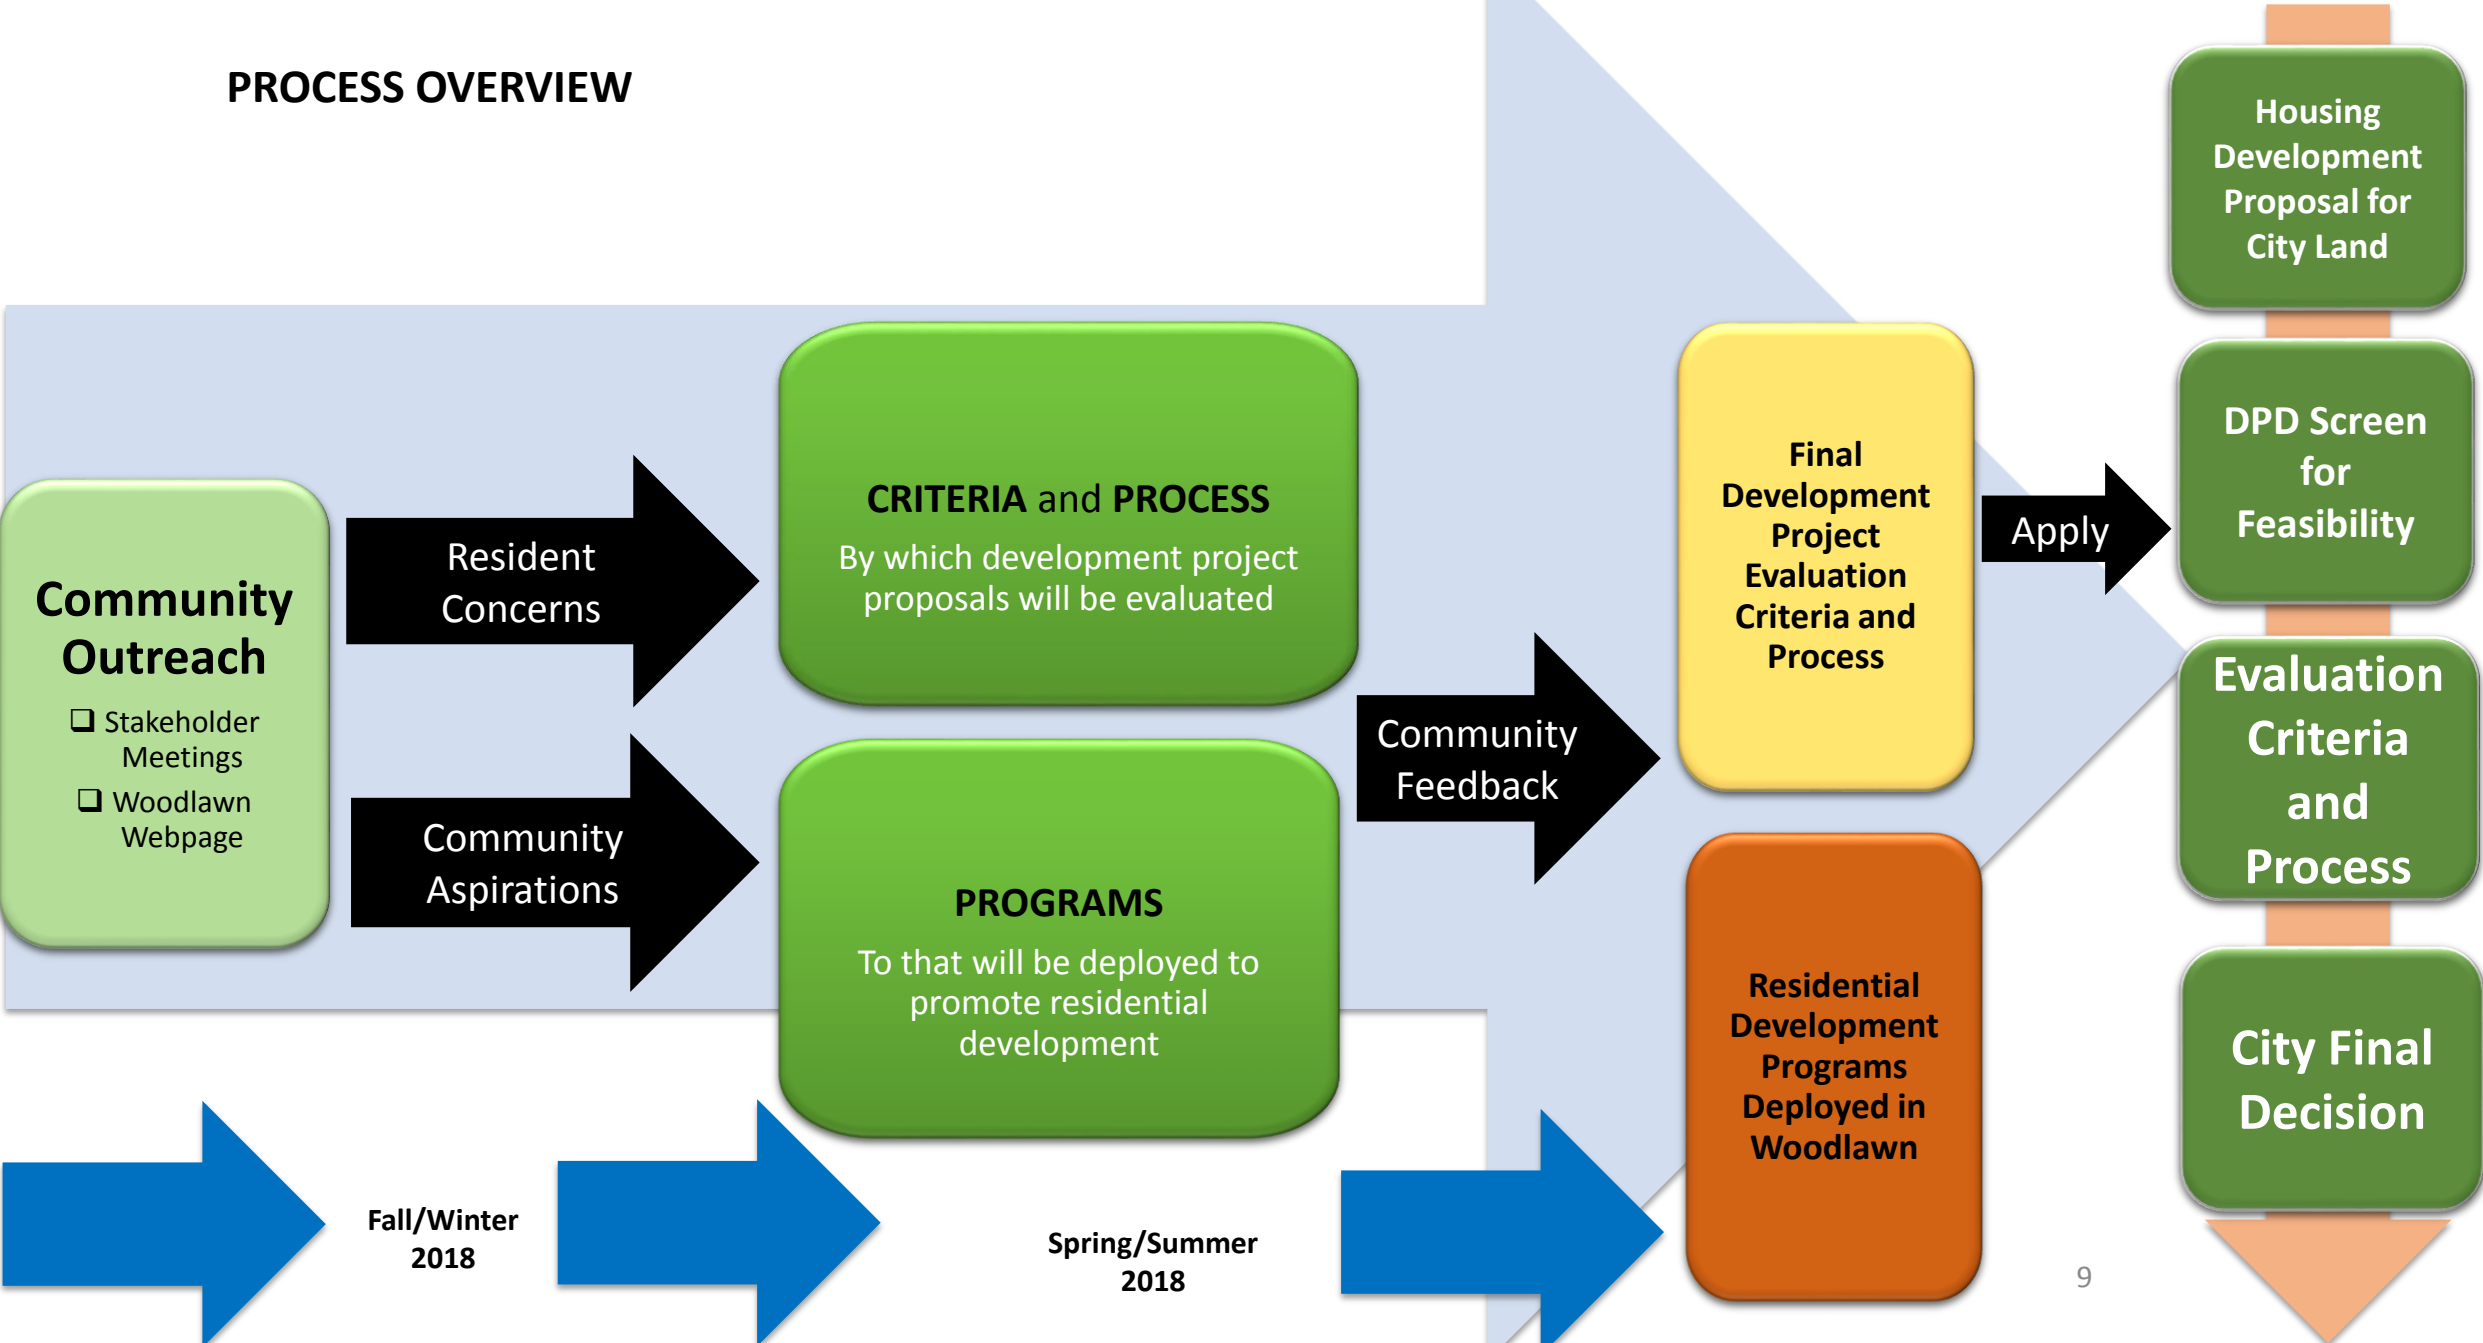 PROCESS OVERVIEW
Community
Outreach
❑ Stakeholder
Meetings
❑ Woodlawn
Webpage
Resident
Concerns
Community
Aspirations
CRITERIA and PROCESS
By which development project
proposals will be evaluated
PROGRAMS
To that will be deployed to
promote residential
development
Community
Feedback
Final
Development
Project
Evaluation
Criteria and
Process
Residential
Development
Programs
Deployed in
Woodlawn
Apply
Housing
Development
Proposal for
City Land
DPD Screen
for
Feasibility
Evaluation
Criteria
and
Process
City Final
Decision
Fall/Winter
2018
Spring/Summer
2018
9